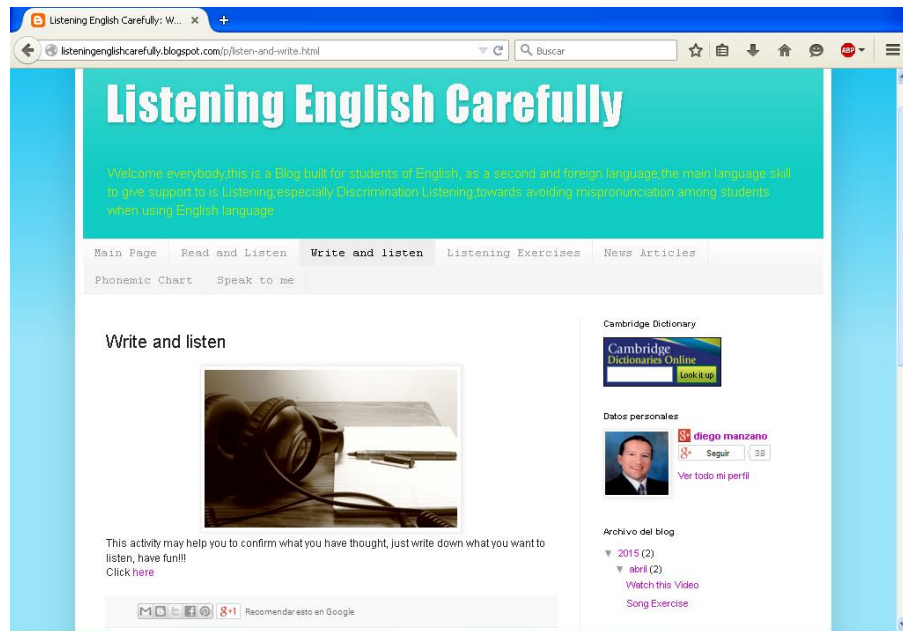 Listening English Carefully: W...
listeningenglishcarefully.blogspot.com/p/listen-and-write.html
Buscar
ABP
Listening English Carefully
Welcome everybody,this is a Blog built for students of English, as a second and foreign language,the main language skill
to give support to is Listening,especially Discrimination Listening,towards avoiding mispronunciation among students
when using English language
Main Page Read and Listen Write and listen Listening Exercises News Articles
Phonemic Chart Speak to me
Write and listen
This activity may help you to confirm what you have thought, just write down what you want to
listen, have fun!!!
Click here
g+1 Recomendar esto en Google
Cambridge Dictionary
Cambridge
Dictionaries Online
Look it up
Datos personales
diego manzano
Seguir 38
Ver todo mi perfil
Archivo del blog
▼ 2015 (2)
▼ abril (2)
Watch this Video
Song Exercise